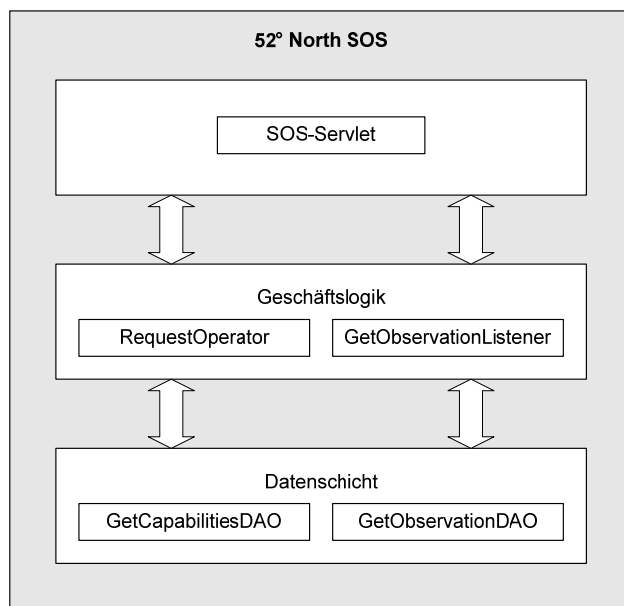 52° North SOS
SOS-Servlet
Geschäftslogik
RequestOperator
GetObservationListener
Datenschicht
GetCapabilitiesDAO
GetObservationDAO